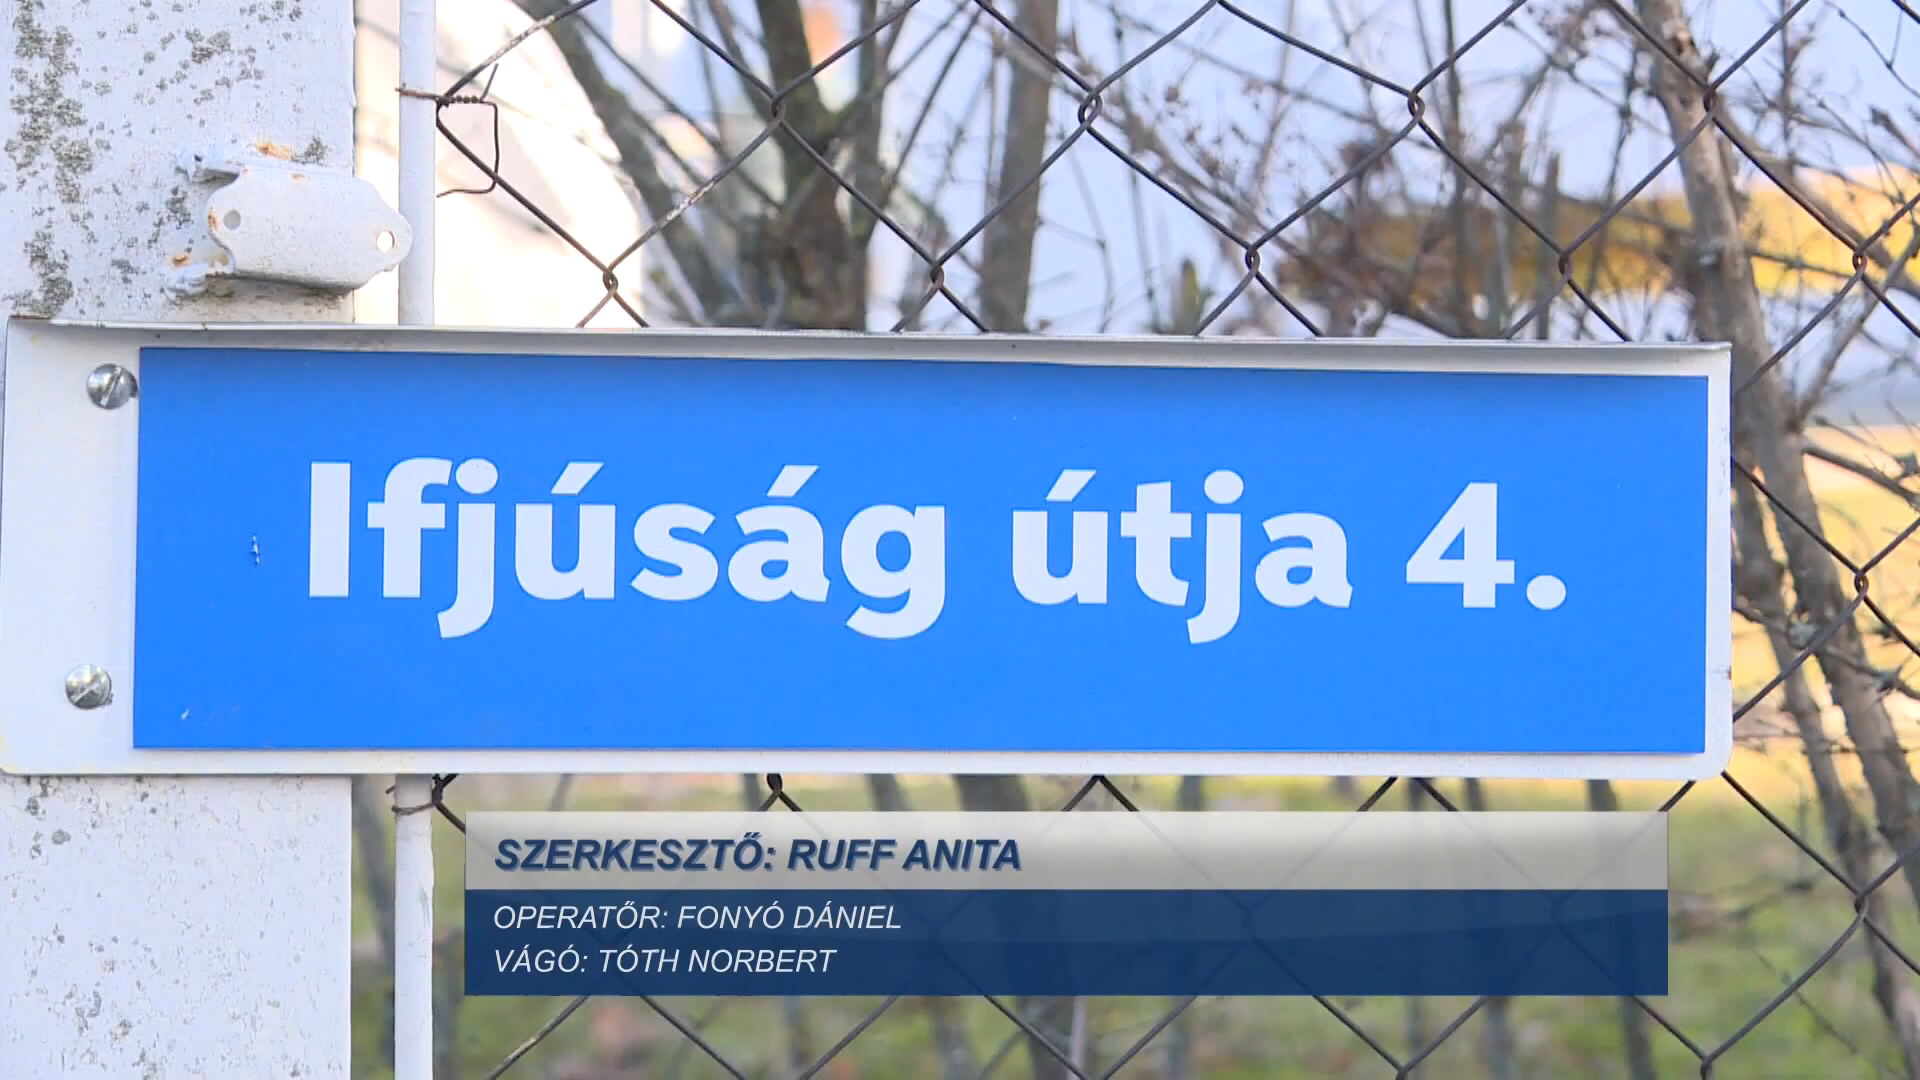 Ifjúság útja 4.
SZERKESZTŐ: RUFF ANITA
OPERATŐR: FONYÓ DÁNIEL
VÁGÓ: TÓTH NORBERT